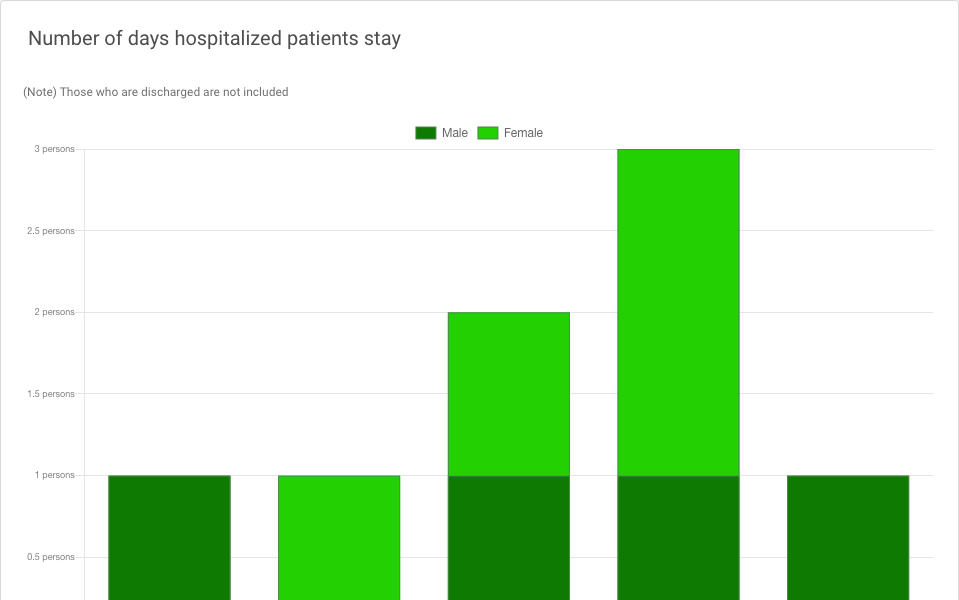 Number of days hospitalized patients stay
(Note) Those who are discharged are not included
Male Female
3 persons
2.5 persons
2 persons
1.5 persons
1 persons
0.5 persons